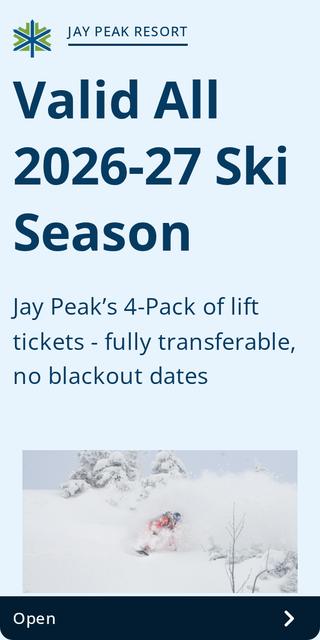 JAY PEAK RESORT
Valid All
2026-27 Ski
Season
Jay Peak’s 4-Pack of lift
tickets - fully transferable,
no blackout dates
Open